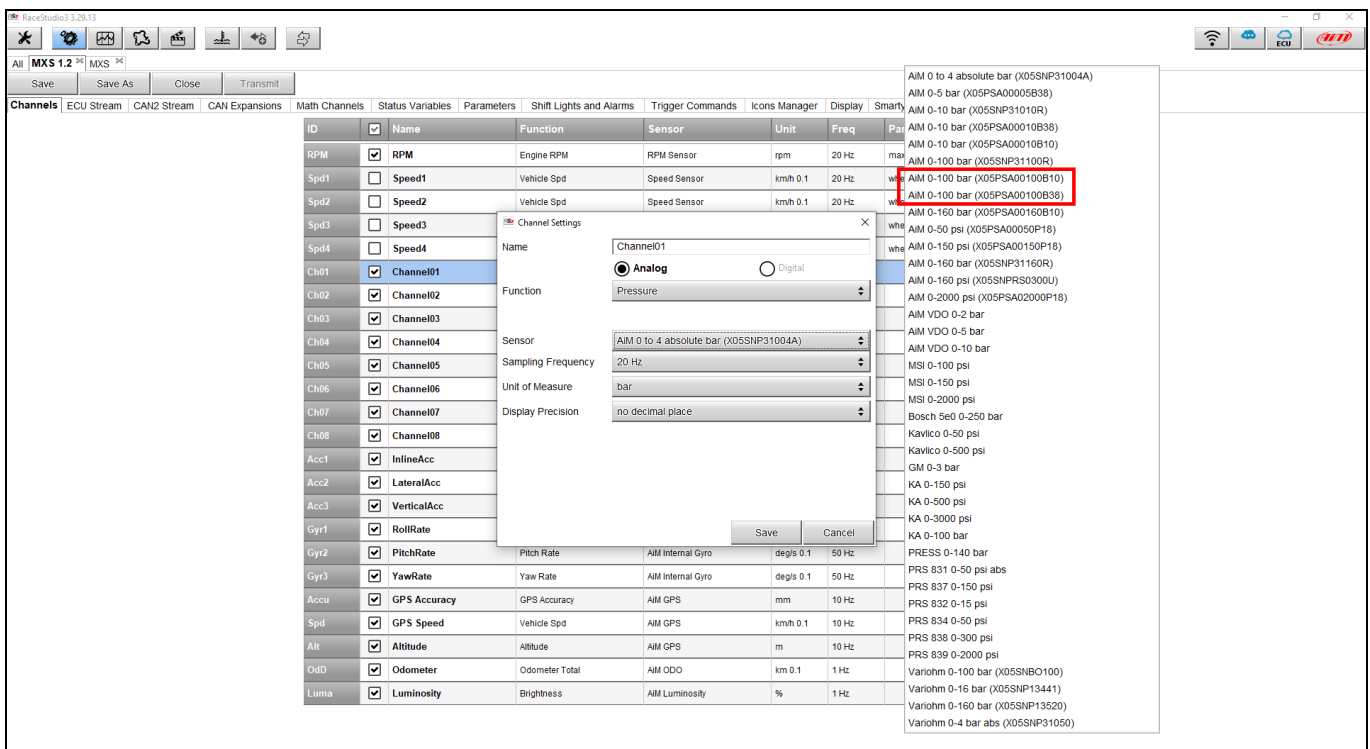 RaceStudio3 3.29.13
ECU
AiM
All MXS 1.2 MXS
Save Save As Close Transmit
Channels ECU Stream CAN2 Stream CAN Expansions Math Channels Status Variables Parameters Shift Lights and Alarms Trigger Commands Icons Manager Display Smarty
ID Name Function Sensor Unit Freq Par
RPM RPM Engine RPM RPM Sensor rpm 20 Hz max
Spd1 Speed1 Vehicle Spd Speed Sensor km/h 0.1 20 Hz whe
Spd2 Speed2 Vehicle Spd Speed Sensor km/h 0.1 20 Hz whe
Spd3 Speed3 whe
Spd4 Speed4 whe
Ch01 Channel01
Ch02 Channel02
Ch03 Channel03
Ch04 Channel04
Ch05 Channel05
Ch06 Channel06
Ch07 Channel07
Ch08 Channel08
Acc1 InlineAcc
Acc2 LateralAcc
Acc3 VerticalAcc
Gyr1 RollRate
Gyr2 PitchRate Pitch Rate AiM Internal Gyro deg/s 0.1 50 Hz
Gyr3 YawRate Yaw Rate AiM Internal Gyro deg/s 0.1 50 Hz
Accu GPS Accuracy GPS Accuracy AiM GPS mm 10 Hz
Spd GPS Speed Vehicle Spd AiM GPS km/h 0.1 10 Hz
Alt Altitude Altitude AiM GPS m 10 Hz
OdD Odometer Odometer Total AiM ODO km 0.1 1 Hz
Luma Luminosity Brightness AiM Luminosity % 1 Hz
Channel Settings
Name Channel01
Analog Digital
Function Pressure
Sensor AiM 0 to 4 absolute bar (X05SNP31004A)
Sampling Frequency 20 Hz
Unit of Measure bar
Display Precision no decimal place
Save Cancel
AiM 0 to 4 absolute bar (X05SNP31004A)
AiM 0-5 bar (X05PSA00005B38)
AiM 0-10 bar (X05SNP31010R)
AiM 0-10 bar (X05PSA00010B38)
AiM 0-10 bar (X05PSA00010B10)
AiM 0-100 bar (X05SNP31100R)
AiM 0-100 bar (X05PSA00100B10)
AiM 0-100 bar (X05PSA00100B38)
AiM 0-160 bar (X05PSA00160B10)
AiM 0-50 psi (X05PSA00050P18)
AiM 0-150 psi (X05PSA00150P18)
AiM 0-160 bar (X05SNP31160R)
AiM 0-160 psi (X05SNPRS0300U)
AiM 0-2000 psi (X05PSA02000P18)
AiM VDO 0-2 bar
AiM VDO 0-5 bar
AiM VDO 0-10 bar
MSI 0-100 psi
MSI 0-150 psi
MSI 0-2000 psi
Bosch 5e0 0-250 bar
Kavlico 0-50 psi
Kavlico 0-500 psi
GM 0-3 bar
KA 0-150 psi
KA 0-500 psi
KA 0-3000 psi
KA 0-100 bar
PRESS 0-140 bar
PRS 831 0-50 psi abs
PRS 837 0-150 psi
PRS 832 0-15 psi
PRS 834 0-50 psi
PRS 838 0-300 psi
PRS 839 0-2000 psi
Variohm 0-100 bar (X05SNBO100)
Variohm 0-16 bar (X05SNP13441)
Variohm 0-160 bar (X05SNP13520)
Variohm 0-4 bar abs (X05SNP31050)